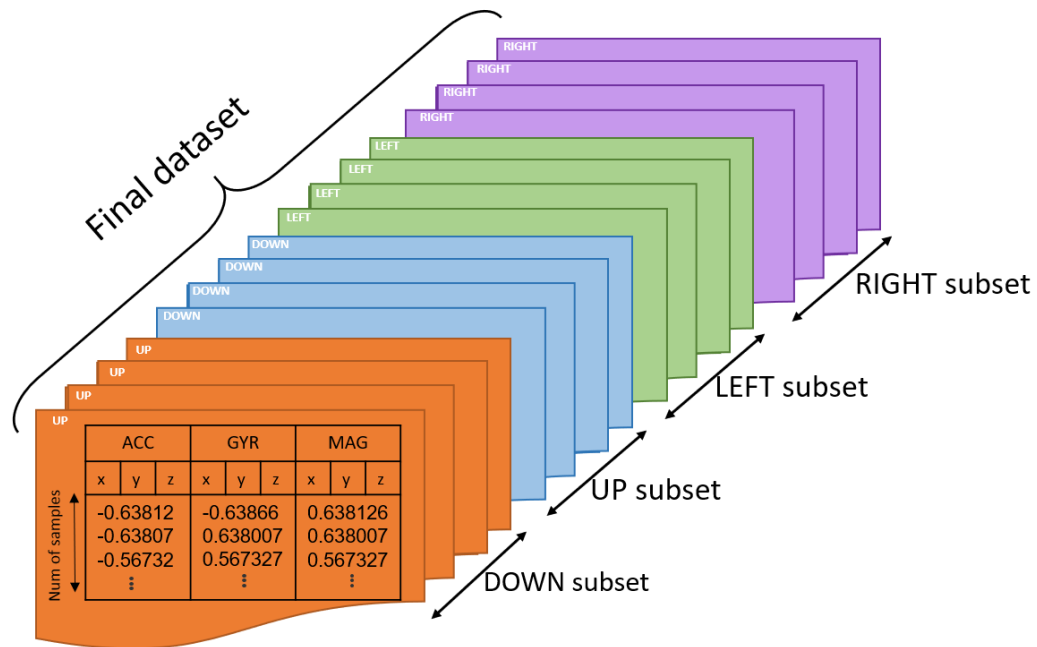 RIGHT
RIGHT
RIGHT
RIGHT
LEFT
LEFT
LEFT
LEFT
DOWN
DOWN
DOWN
DOWN
UP
UP
UP
UP
Final dataset
ACC GYR MAG
x y z x y z x y z
-0.63812 -0.63866 0.638126
-0.63807 0.638007 0.638007
-0.56732 0.567327 0.567327
Num of samples
RIGHT subset
LEFT subset
UP subset
DOWN subset